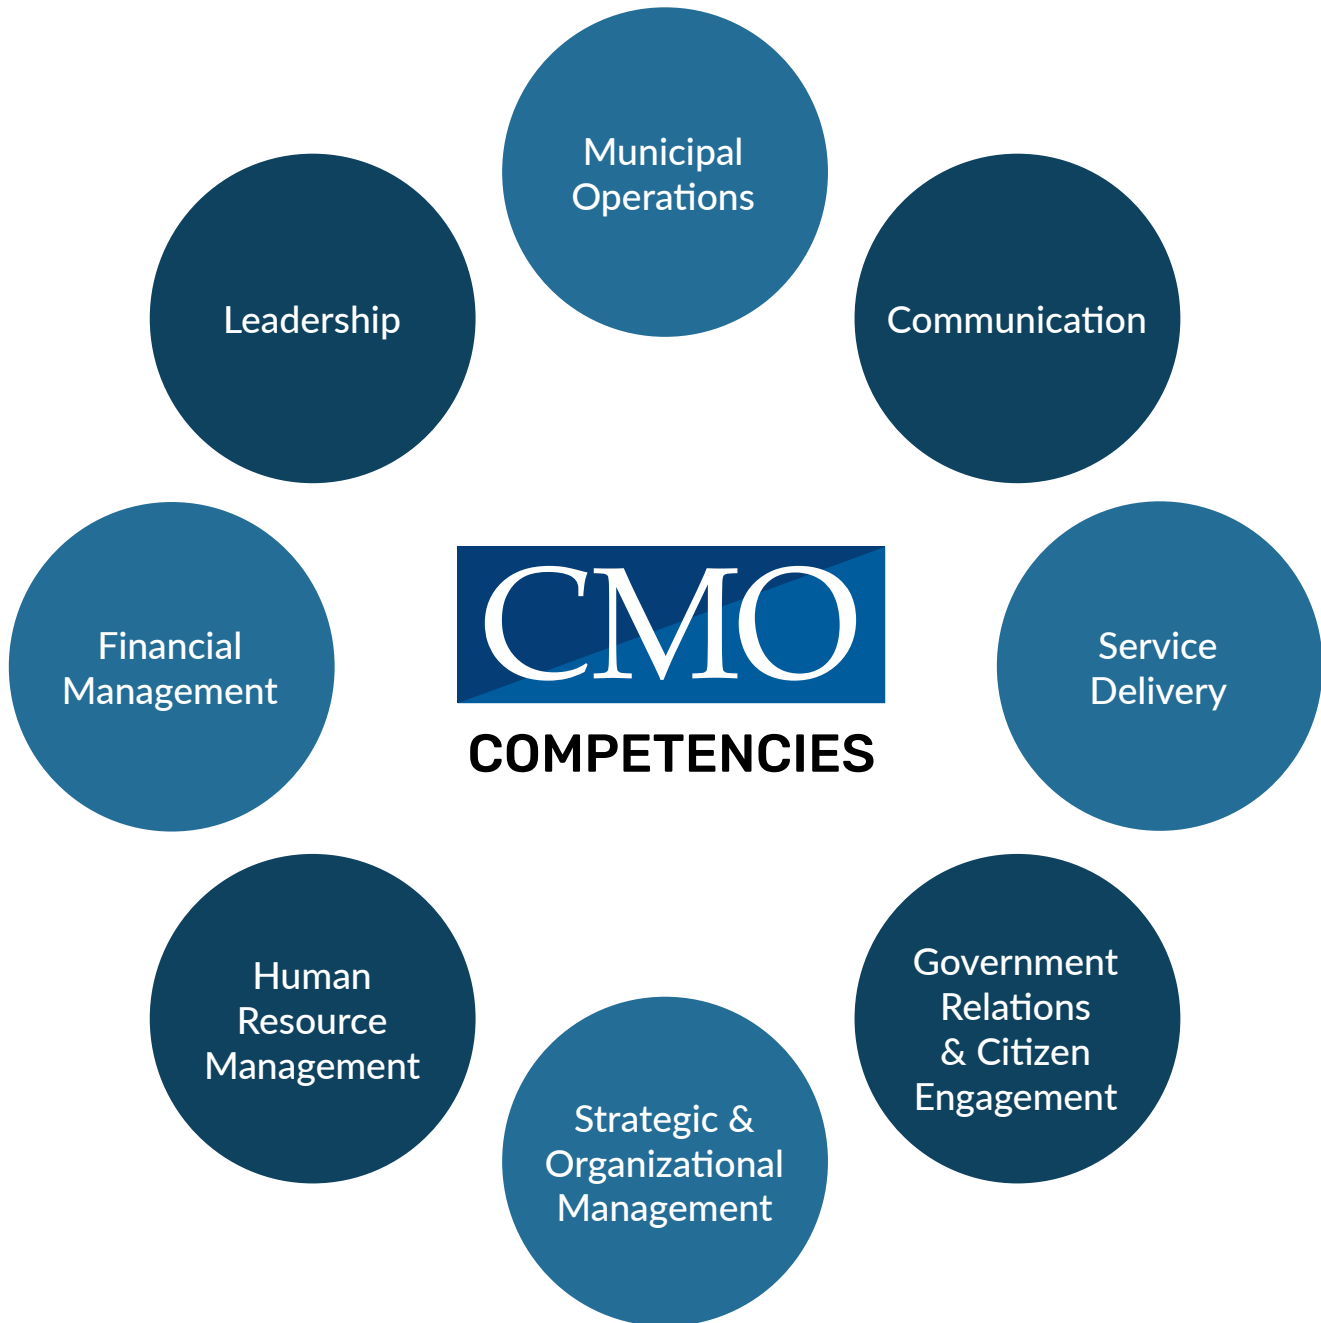 Municipal
Operations
Leadership
Communication
CMO
COMPETENCIES
Financial
Management
Service
Delivery
Human
Resource
Management
Government
Relations
& Citizen
Engagement
Strategic &
Organizational
Management